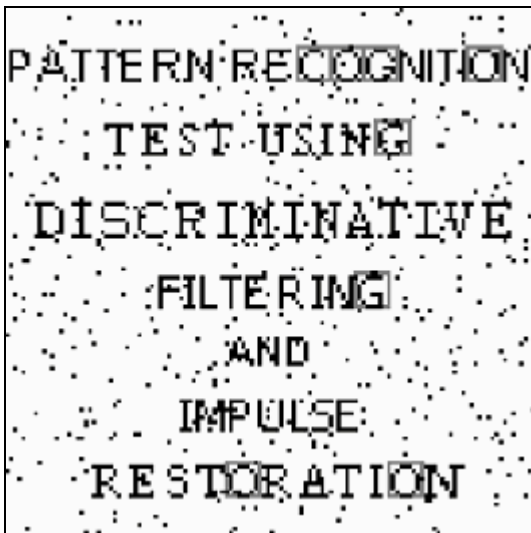 PATTERN RECOGNITION
TEST USING
DISCRIMINATIVE
FILTERING
AND
IMPULSE
RESTORATION